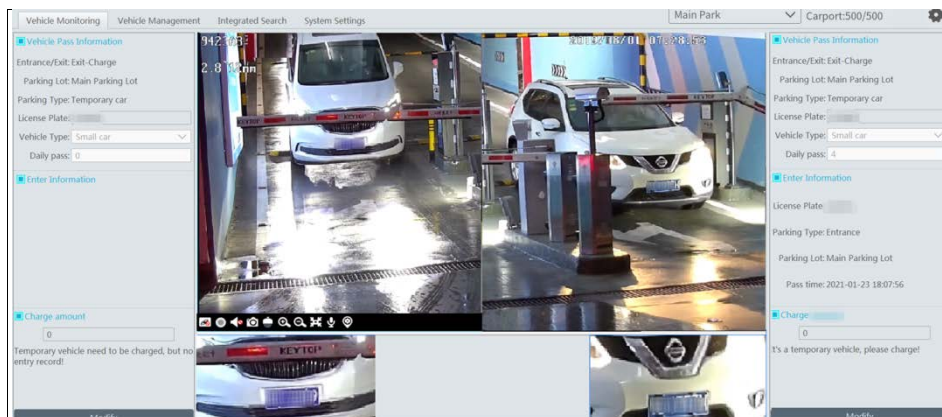 Vehicle Monitoring Vehicle Management Integrated Search System Settings Main Park Carport:500/500
Vehicle Pass Information
Entrance/Exit: Exit-Charge
Parking Lot: Main Parking Lot
Parking Type: Temporary car
License Plate:
Vehicle Type: Small car
Daily pass: 0
Enter Information
Charge amount
0
Temporary vehicle need to be charged, but no
entry record!
Modify
KEYTOP
KEYTOP
KEYTOP
Vehicle Pass Information
Entrance/Exit: Exit-Charge
Parking Lot: Main Parking Lot
Parking Type: Temporary car
License Plate:
Vehicle Type: Small car
Daily pass: 4
Enter Information
License Plate
Parking Type: Entrance
Parking Lot: Main Parking Lot
Pass time: 2021-01-23 18:07:56
Charge
0
It's a temporary vehicle, please charge!
Modify